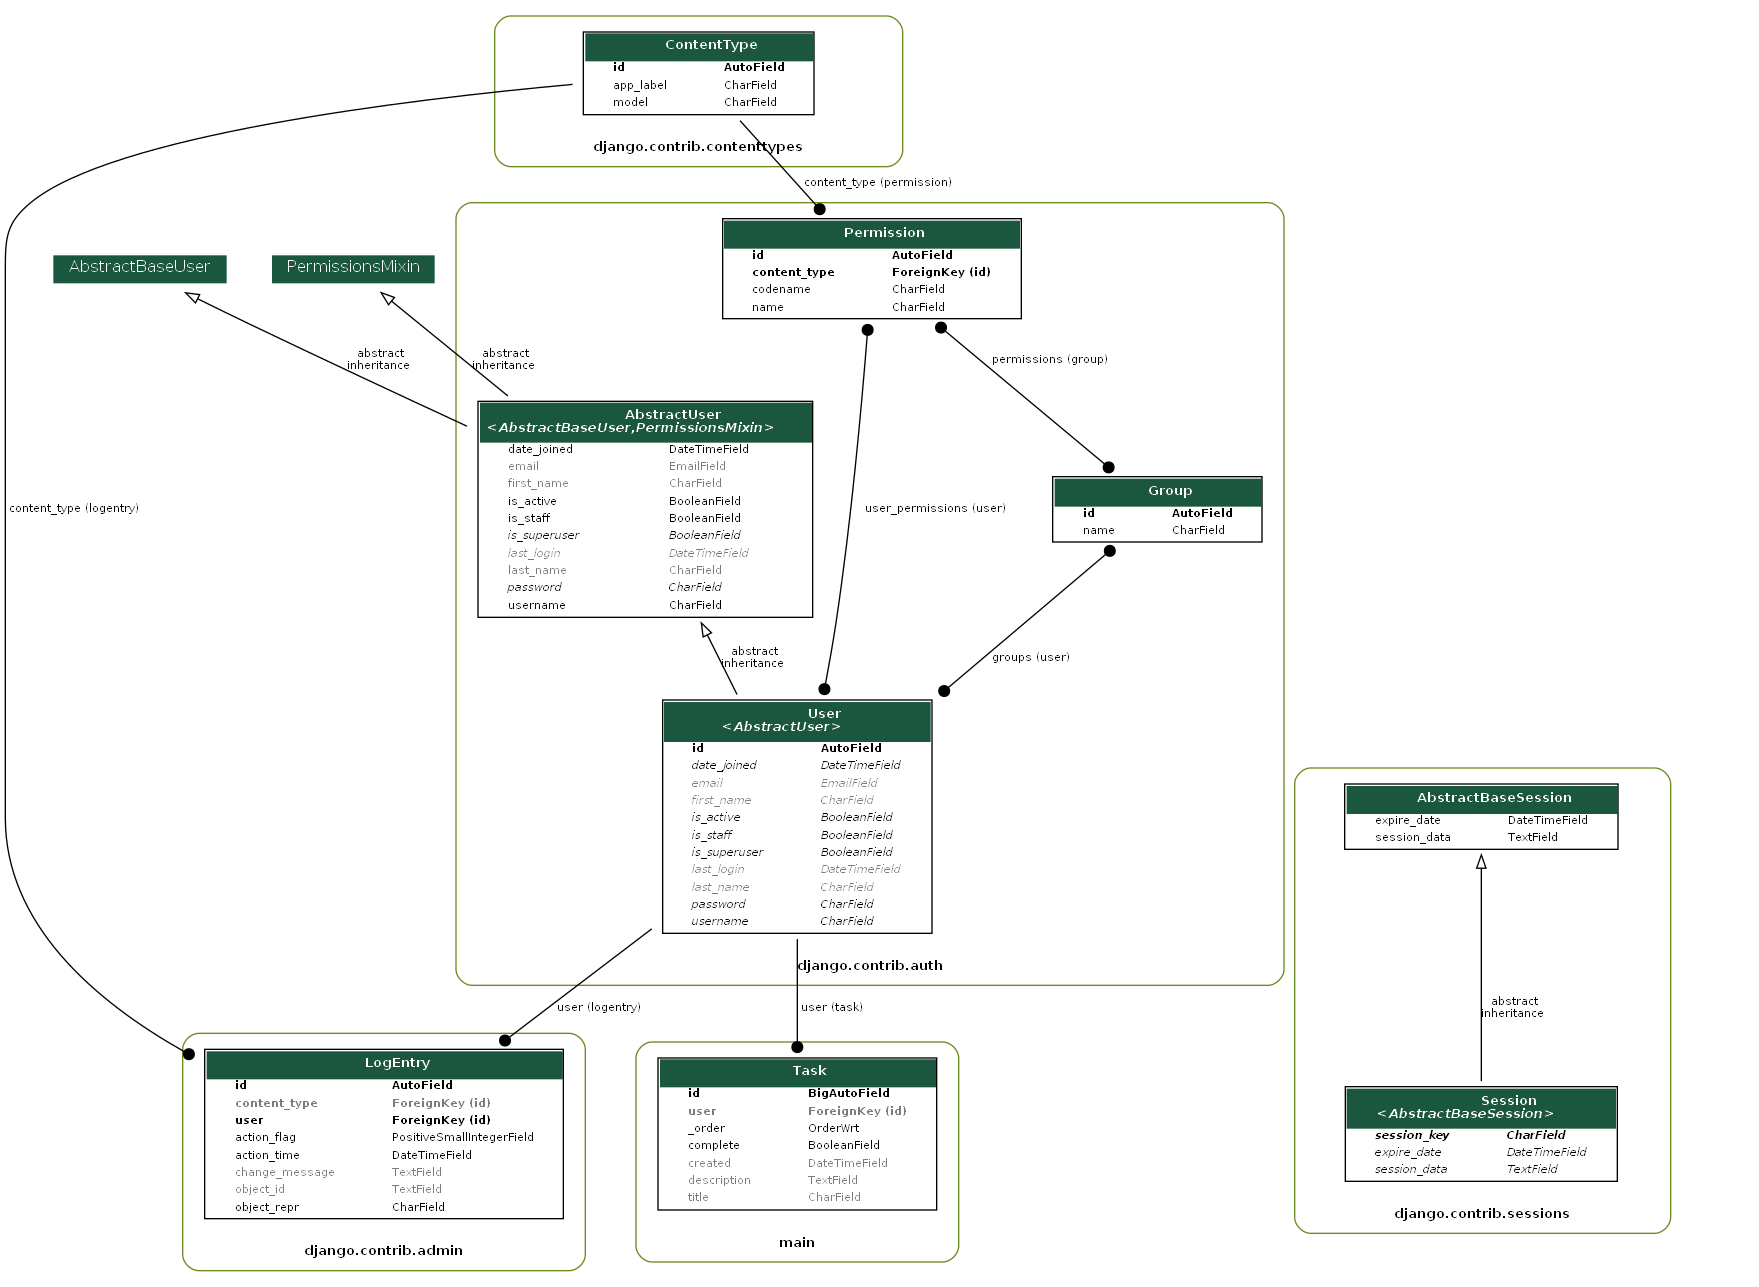 ContentType
id AutoField
app_label CharField
model CharField
django.contrib.contenttypes
content_type (permission)
Permission
id AutoField
content_type ForeignKey (id)
codename CharField
name CharField
AbstractBaseUser
PermissionsMixin
abstract
inheritance
abstract
inheritance
permissions (group)
AbstractUser
<AbstractBaseUser,PermissionsMixin>
date_joined DateTimeField
email EmailField
first_name CharField
is_active BooleanField
is_staff BooleanField
is_superuser BooleanField
last_login DateTimeField
last_name CharField
password CharField
username CharField
content_type (logentry)
user_permissions (user)
Group
id AutoField
name CharField
abstract
inheritance
groups (user)
User
<AbstractUser>
id AutoField
date_joined DateTimeField
email EmailField
first_name CharField
is_active BooleanField
is_staff BooleanField
is_superuser BooleanField
last_login DateTimeField
last_name CharField
password CharField
username CharField
django.contrib.auth
AbstractBaseSession
expire_date DateTimeField
session_data TextField
abstract
inheritance
user (logentry)
user (task)
LogEntry
id AutoField
content_type ForeignKey (id)
user ForeignKey (id)
action_flag PositiveSmallIntegerField
action_time DateTimeField
change_message TextField
object_id TextField
object_repr CharField
django.contrib.admin
Task
id BigAutoField
user ForeignKey (id)
_order OrderWrt
complete BooleanField
created DateTimeField
description TextField
title CharField
main
Session
<AbstractBaseSession>
session_key CharField
expire_date DateTimeField
session_data TextField
django.contrib.sessions